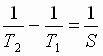 1/T₂ − 1/T₁ = 1/S